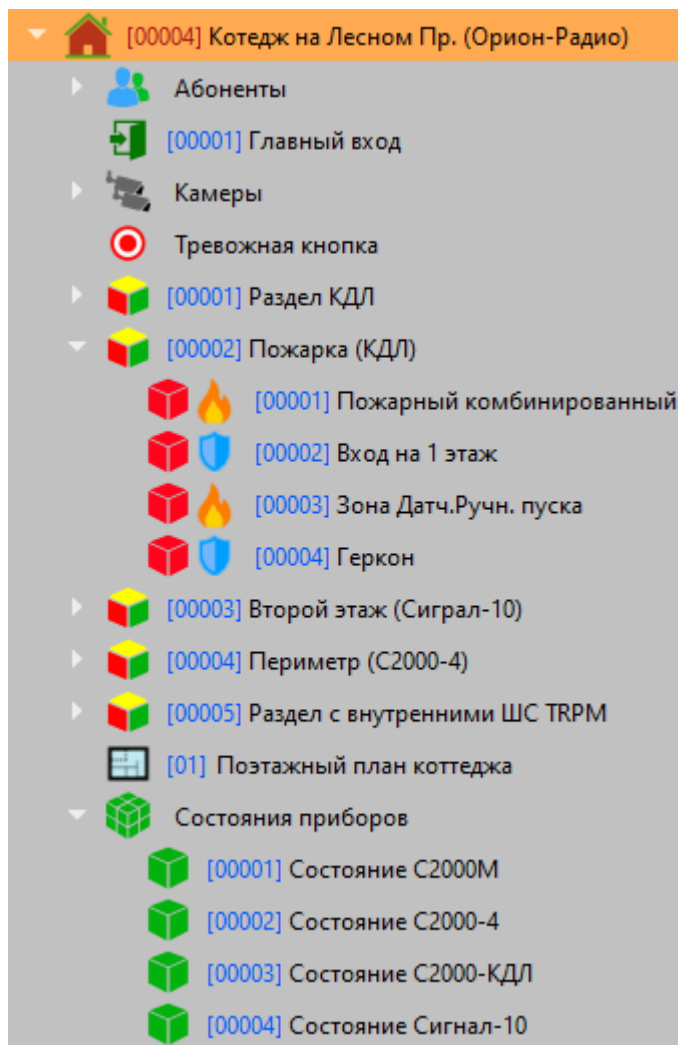 [00004] Котедж на Лесном Пр. (Орион-Радио)
Абоненты
[00001] Главный вход
Камеры
Тревожная кнопка
[00001] Раздел КДЛ
[00002] Пожарка (КДЛ)
[00001] Пожарный комбинированный
[00002] Вход на 1 этаж
[00003] Зона Датч.Ручн. пуска
[00004] Геркон
[00003] Второй этаж (Сиграл-10)
[00004] Периметр (С2000-4)
[00005] Раздел с внутренними ШС TRPM
[01] Поэтажный план коттеджа
Состояния приборов
[00001] Состояние С2000М
[00002] Состояние С2000-4
[00003] Состояние С2000-КДЛ
[00004] Состояние Сигнал-10